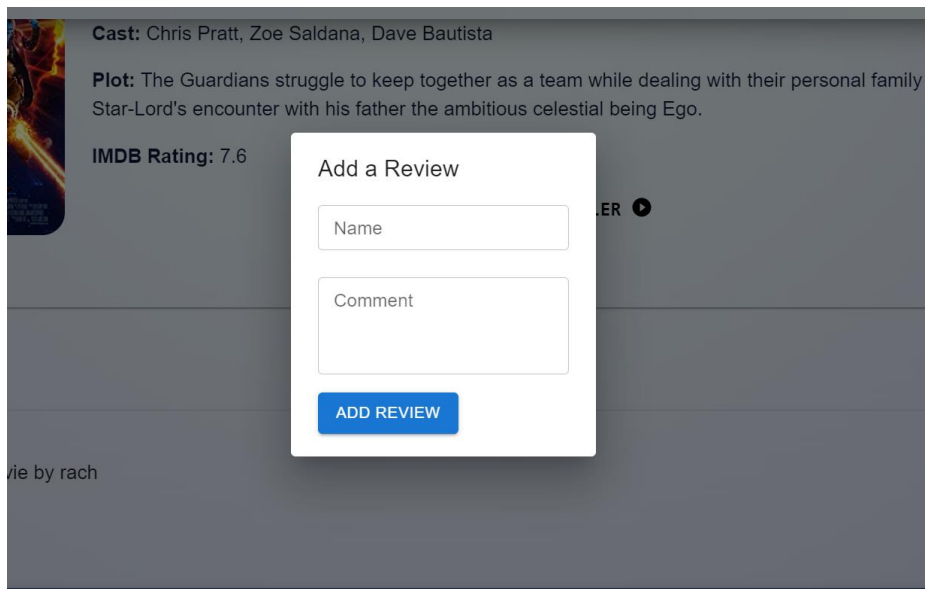 Cast: Chris Pratt, Zoe Saldana, Dave Bautista
Plot: The Guardians struggle to keep together as a team while dealing with their personal family
Star-Lord's encounter with his father the ambitious celestial being Ego.
IMDB Rating: 7.6
Add a Review
LER
Name
Comment
ADD REVIEW
vie by rach